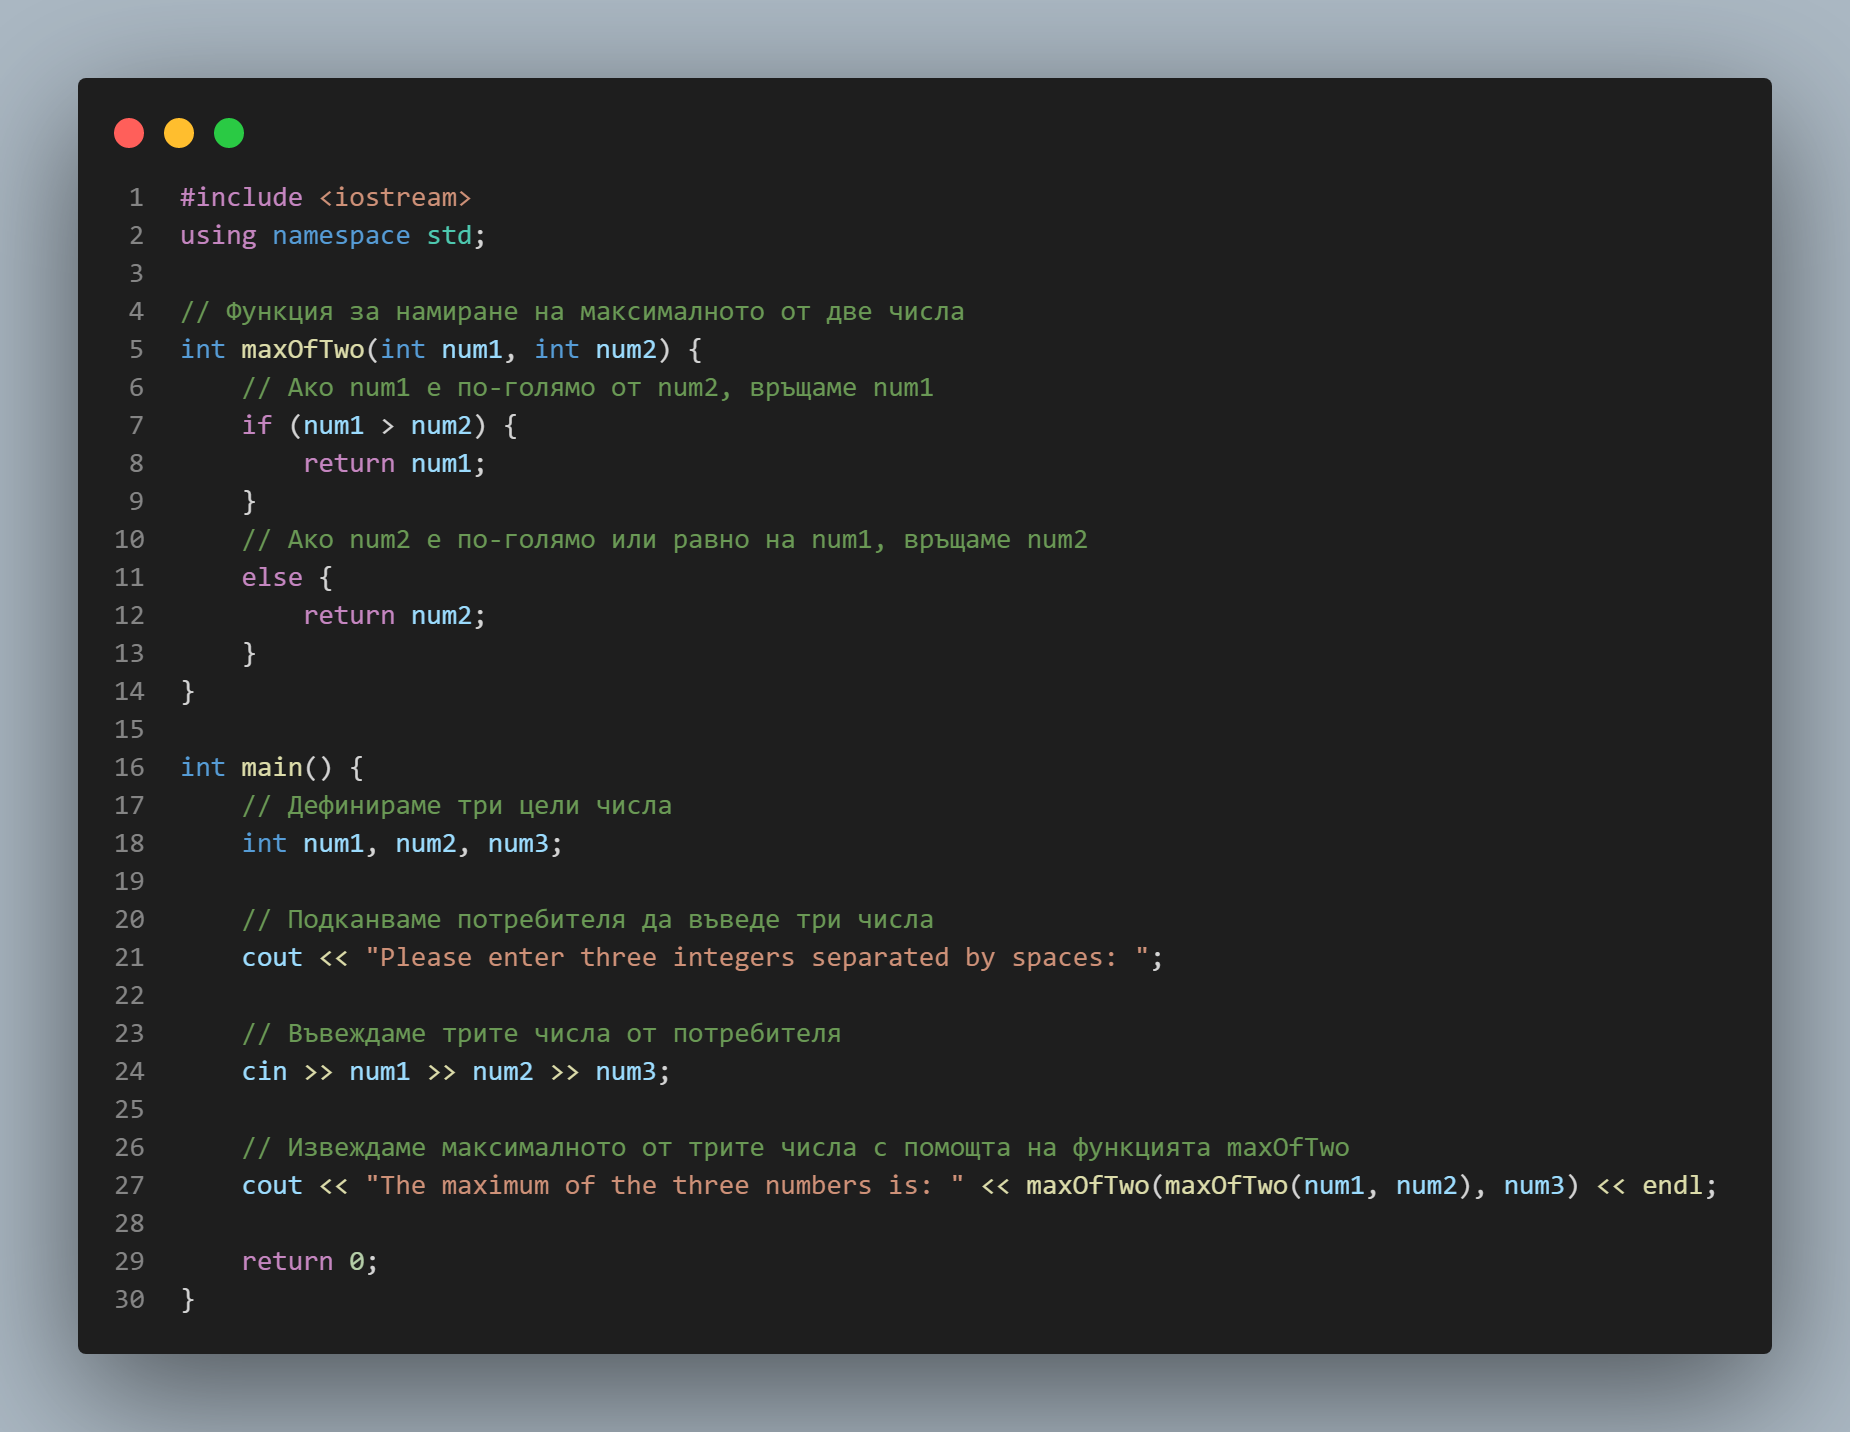 1 #include <iostream>
2 using namespace std;
3
4 // Функция за намиране на максималното от две числа
5 int maxOfTwo(int num1, int num2) {
6     // Ако num1 е по-голямо от num2, връщаме num1
7     if (num1 > num2) {
8         return num1;
9     }
10     // Ако num2 е по-голямо или равно на num1, връщаме num2
11     else {
12         return num2;
13     }
14 }
15
16 int main() {
17     // Дефинираме три цели числа
18     int num1, num2, num3;
19
20     // Подканваме потребителя да въведе три числа
21     cout << "Please enter three integers separated by spaces: ";
22
23     // Въвеждаме трите числа от потребителя
24     cin >> num1 >> num2 >> num3;
25
26     // Извеждаме максималното от трите числа с помощта на функцията maxOfTwo
27     cout << "The maximum of the three numbers is: " << maxOfTwo(maxOfTwo(num1, num2), num3) << endl;
28
29     return 0;
30 }